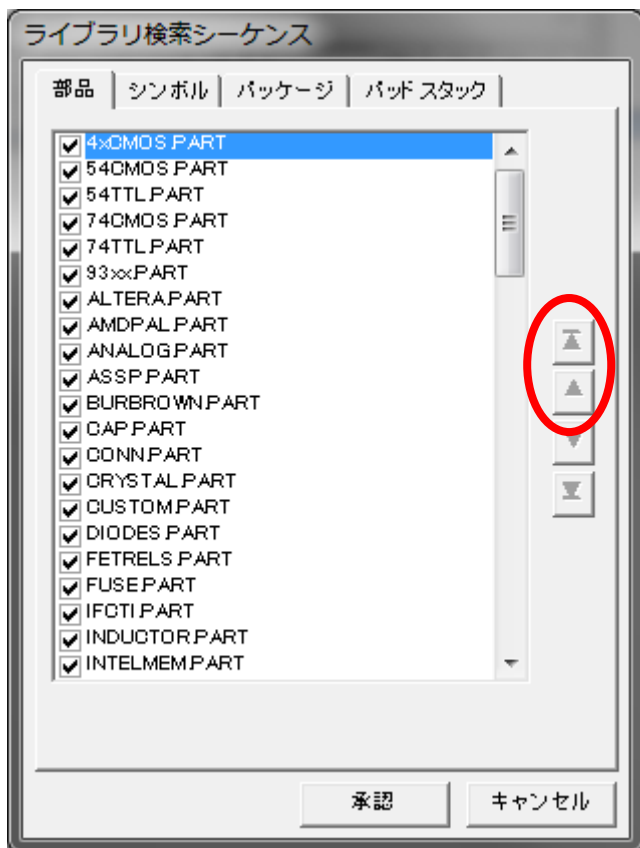 ライブラリ検索シーケンス
部品 シンボル パッケージ パッド スタック
4xCMOS.PART
54CMOS.PART
54TTL.PART
74CMOS.PART
74TTL.PART
93xx.PART
ALTERA.PART
AMDPAL.PART
ANALOG.PART
ASSP.PART
BURBROWN.PART
CAP.PART
CONN.PART
CRYSTAL.PART
CUSTOM.PART
DIODES.PART
FETRELS.PART
FUSE.PART
IFCTI.PART
INDUCTOR.PART
INTELMEM.PART
承認 キャンセル